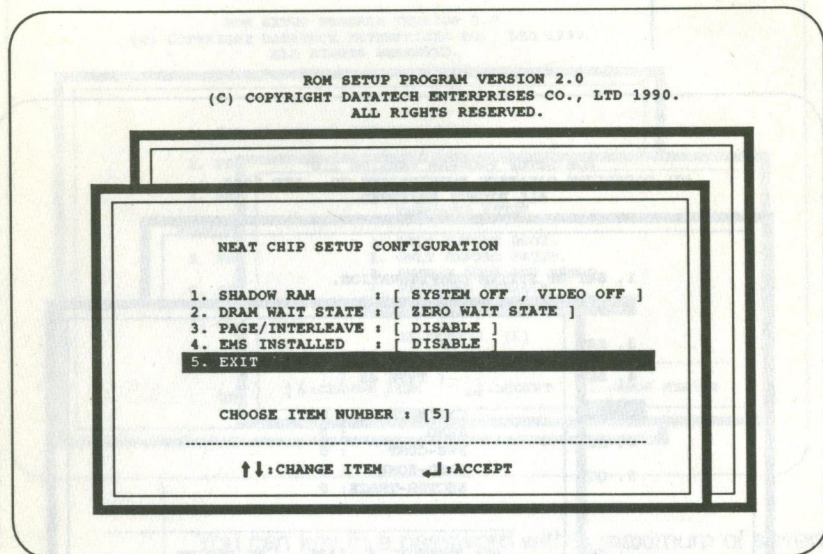 ROM SETUP PROGRAM VERSION 2.0
(C) COPYRIGHT DATATECH ENTERPRISES CO., LTD 1990.
ALL RIGHTS RESERVED.
NEAT CHIP SETUP CONFIGURATION
1. SHADOW RAM [ SYSTEM OFF , VIDEO OFF ]
2. DRAM WAIT STATE [ ZERO WAIT STATE ]
3. PAGE/INTERLEAVE : [ DISABLE ]
4. EMS INSTALLED : [ DISABLE ]
5. EXIT
CHOOSE ITEM NUMBER : [5]
↑↓:CHANGE ITEM ↵:ACCEPT